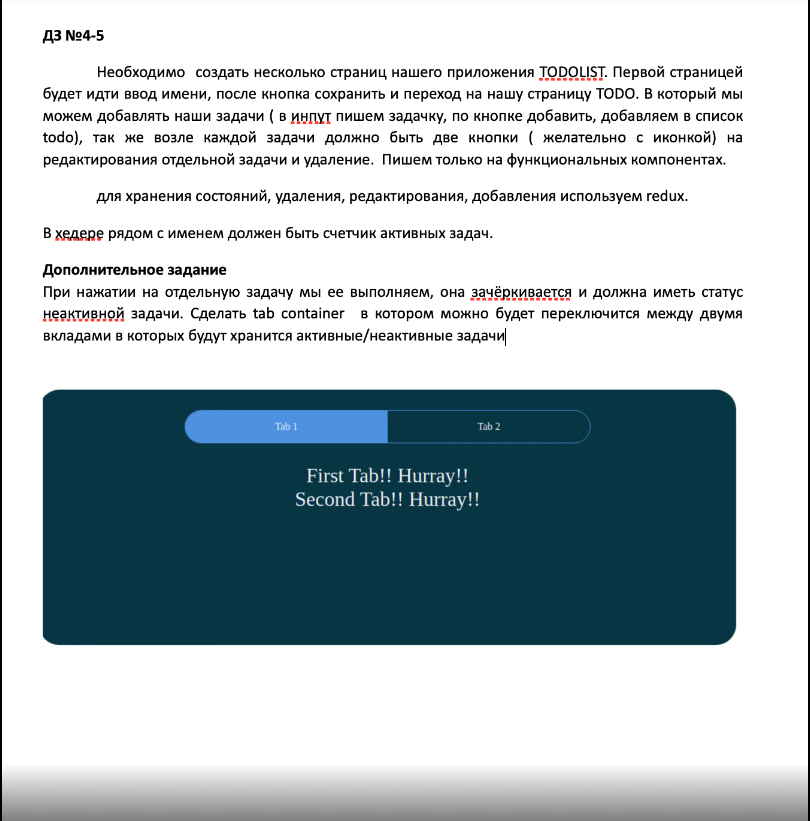 ДЗ №4-5
Необходимо создать несколько страниц нашего приложения TODOLIST. Первой страницей
будет идти ввод имени, после кнопка сохранить и переход на нашу страницу TODO. В который мы
можем добавлять наши задачи ( в инпут пишем задачку, по кнопке добавить, добавляем в список
todo), так же возле каждой задачи должно быть две кнопки ( желательно с иконкой) на
редактирования отдельной задачи и удаление. Пишем только на функциональных компонентах.
для хранения состояний, удаления, редактирования, добавления используем redux.
В хедере рядом с именем должен быть счетчик активных задач.
Дополнительное задание
При нажатии на отдельную задачу мы ее выполняем, она зачёркивается и должна иметь статус
неактивной задачи. Сделать tab container в котором можно будет переключится между двумя
вкладами в которых будут хранится активные/неактивные задачи
Tab 1 Tab 2
First Tab!! Hurray!!
Second Tab!! Hurray!!